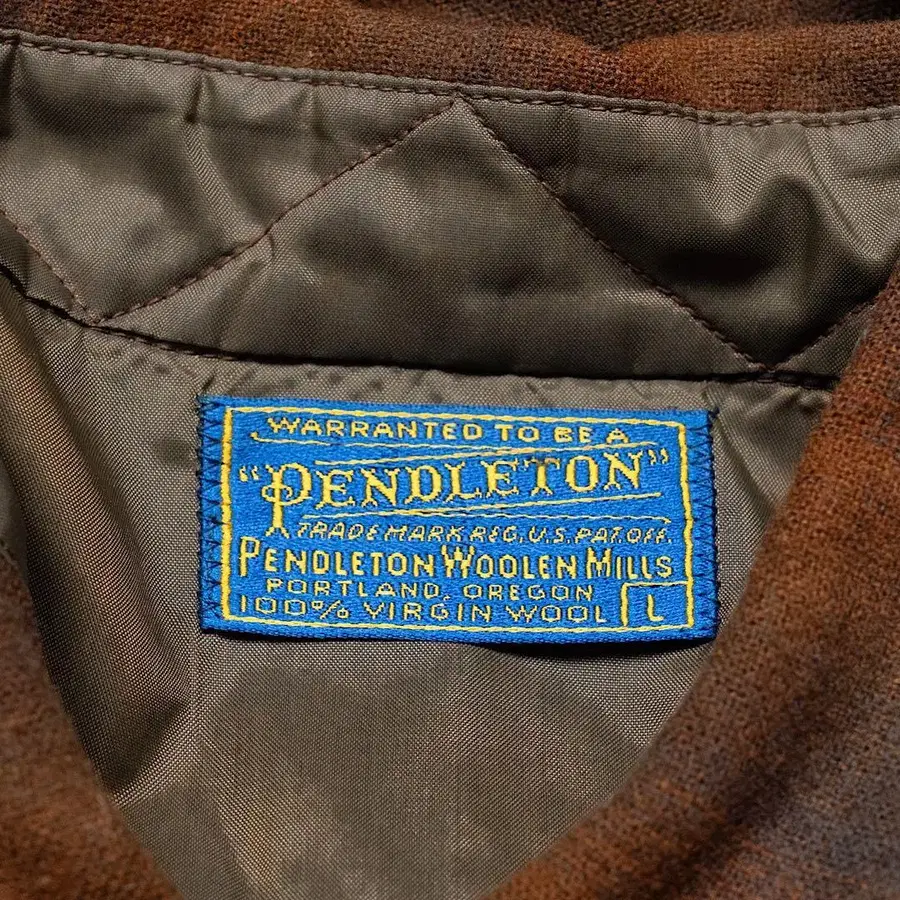 WARRANTED TO BE A
"PENDLETON"
TRADE MARK REG. U.S. PAT. OFF.
PENDLETON WOOLEN MILLS
PORTLAND, OREGON
100% VIRGIN WOOL L